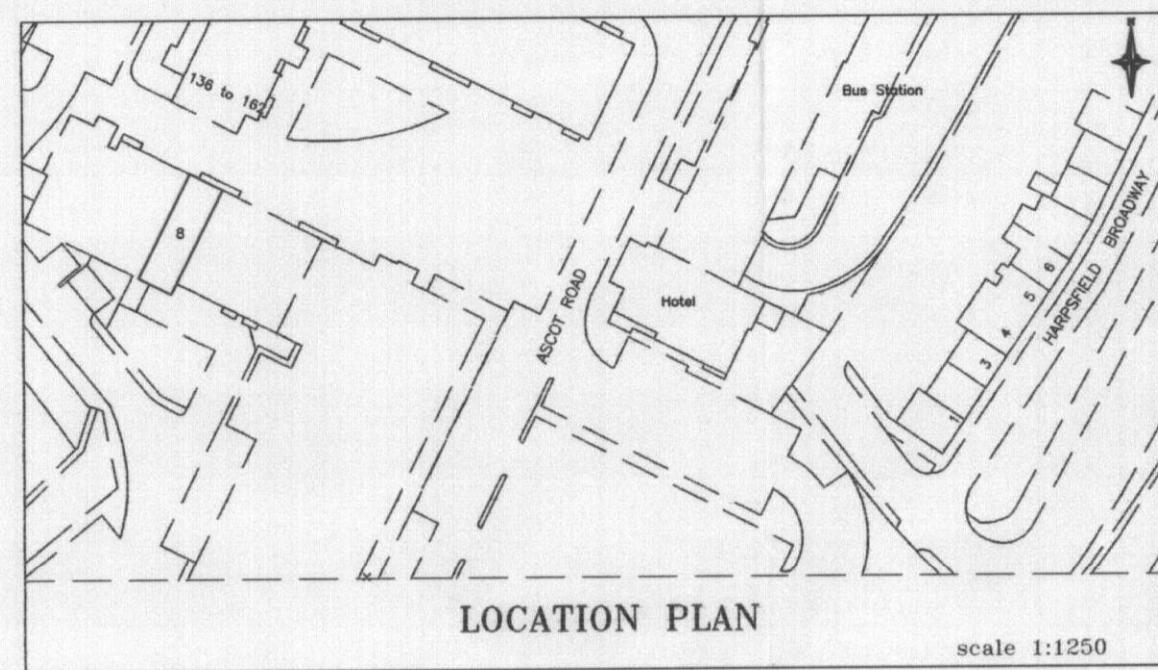 136 to 162
Bus Station
8
Hotel
ASCOT ROAD
HARPSFIELD BROADWAY
6
5
4
3
1
LOCATION PLAN
scale 1:1250